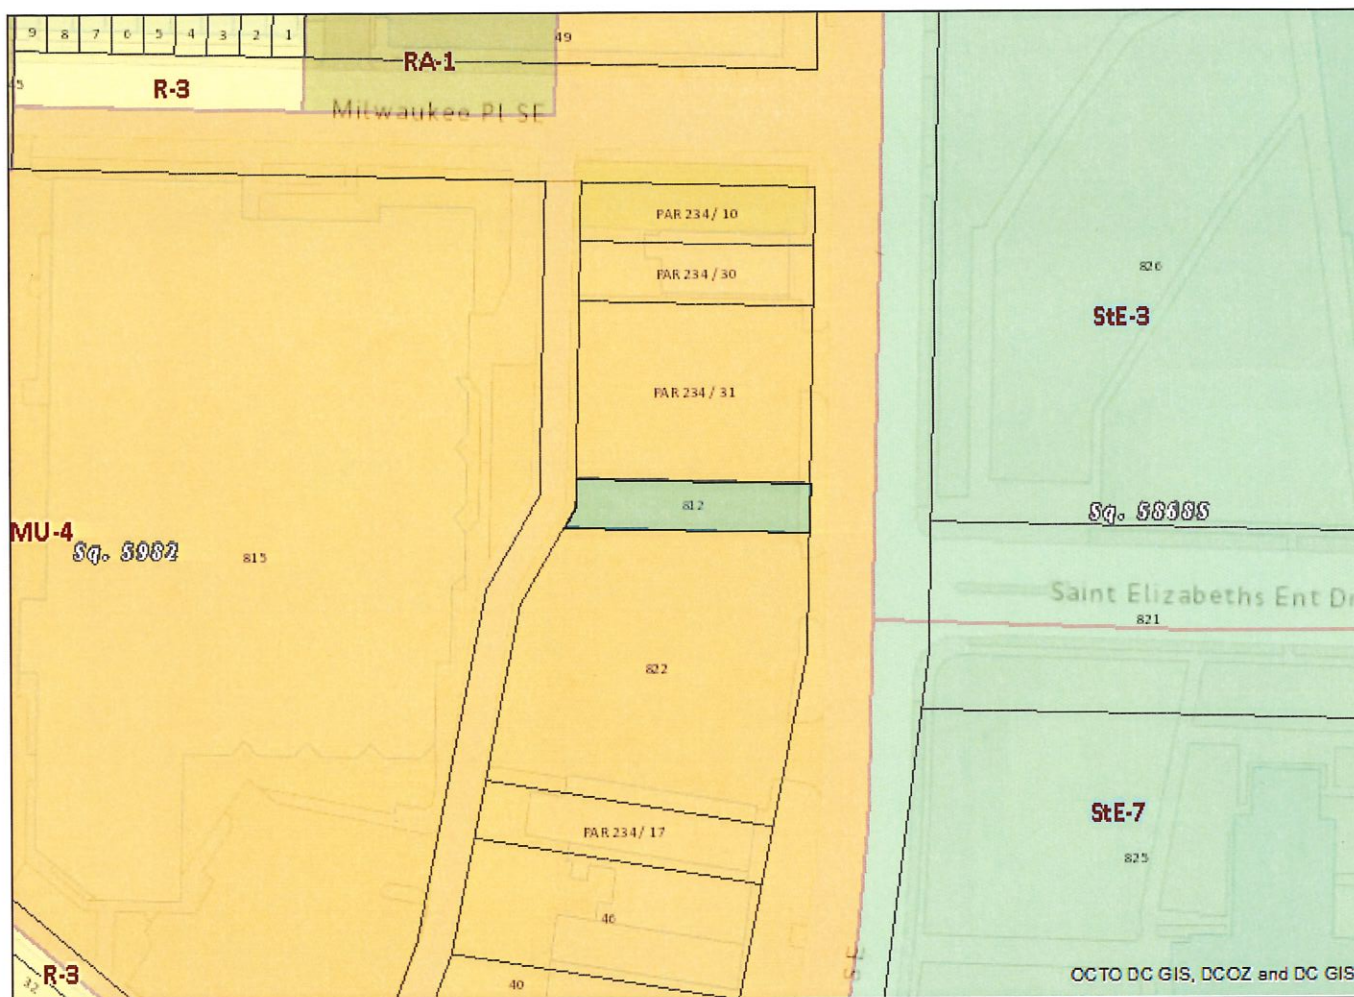 9 8 7 6 5 4 3 2 1
49
RA-1
R-3
45
Milwaukee Pl SE
PAR 234 / 10
PAR 234 / 30
826
StE-3
PAR 234 / 31
812
Sq. 5868S
MU-4
Sq. 5982
815
Saint Elizabeths Ent Dr
821
822
StE-7
PAR 234 / 17
825
46
SE
R-3
32
40
OCTO DC GIS, DCOZ and DC GIS